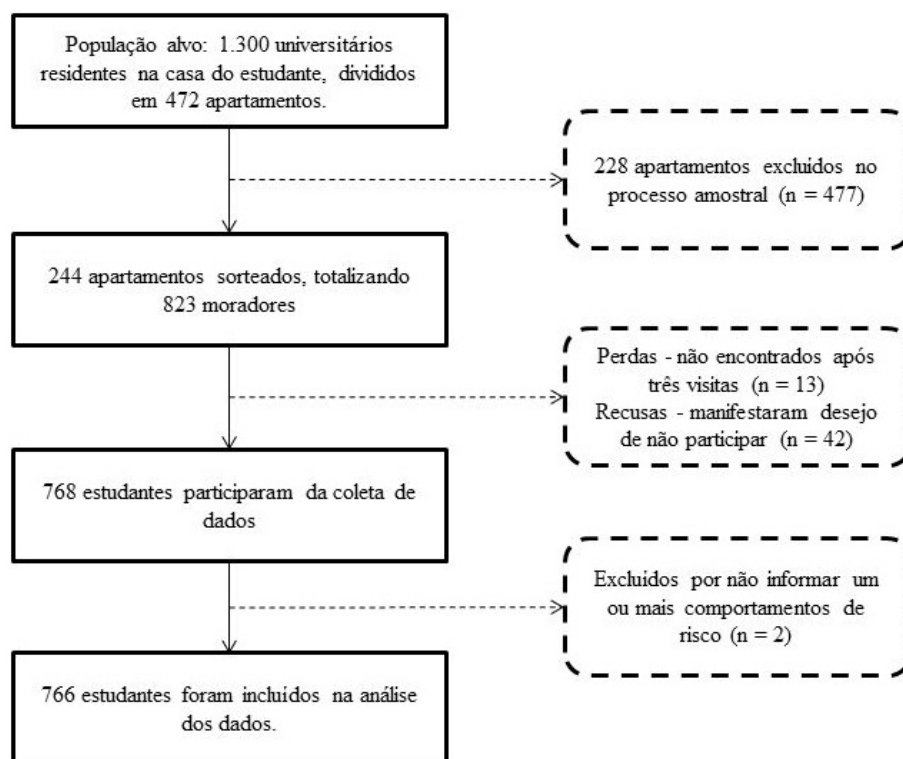 População alvo: 1.300 universitários
residentes na casa do estudante, divididos
em 472 apartamentos.
228 apartamentos excluidos no
processo amostral (n = 477)
244 apartamentos sorteados, totalizando
823 moradores
Perdas - não encontrados após
três visitas (n = 13)
Recusas - manifestaram desejo
de não participar (n = 42)
768 estudantes participaram da coleta de
dados
Excluidos por não informar um
ou mais comportamentos de
risco (n = 2)
766 estudantes foram incluidos na análise
dos dados.